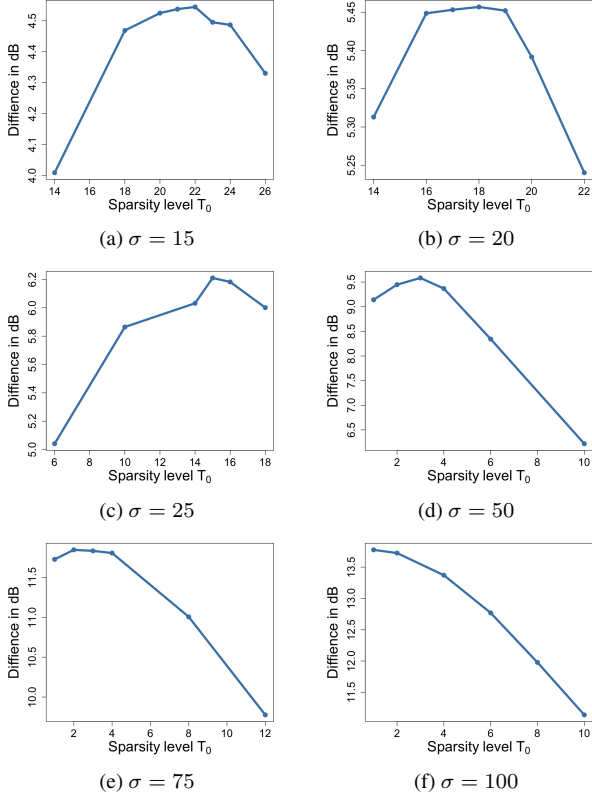 Diffience in dB
4.0 4.1 4.2 4.3 4.4 4.5
14 16 18 20 22 24 26
Sparsity level T0
(a) σ = 15
Diffience in dB
5.25 5.30 5.35 5.40 5.45
14 16 18 20 22
Sparsity level T0
(b) σ = 20
Diffience in dB
5.0 5.2 5.4 5.6 5.8 6.0 6.2
6 8 10 12 14 16 18
Sparsity level T0
(c) σ = 25
Diffience in dB
6.5 7.0 7.5 8.0 8.5 9.0 9.5
2 4 6 8 10
Sparsity level T0
(d) σ = 50
Diffience in dB
10.0 10.5 11.0 11.5
2 4 6 8 10 12
Sparsity level T0
(e) σ = 75
Diffience in dB
11.5 12.0 12.5 13.0 13.5
2 4 6 8 10
Sparsity level T0
(f) σ = 100